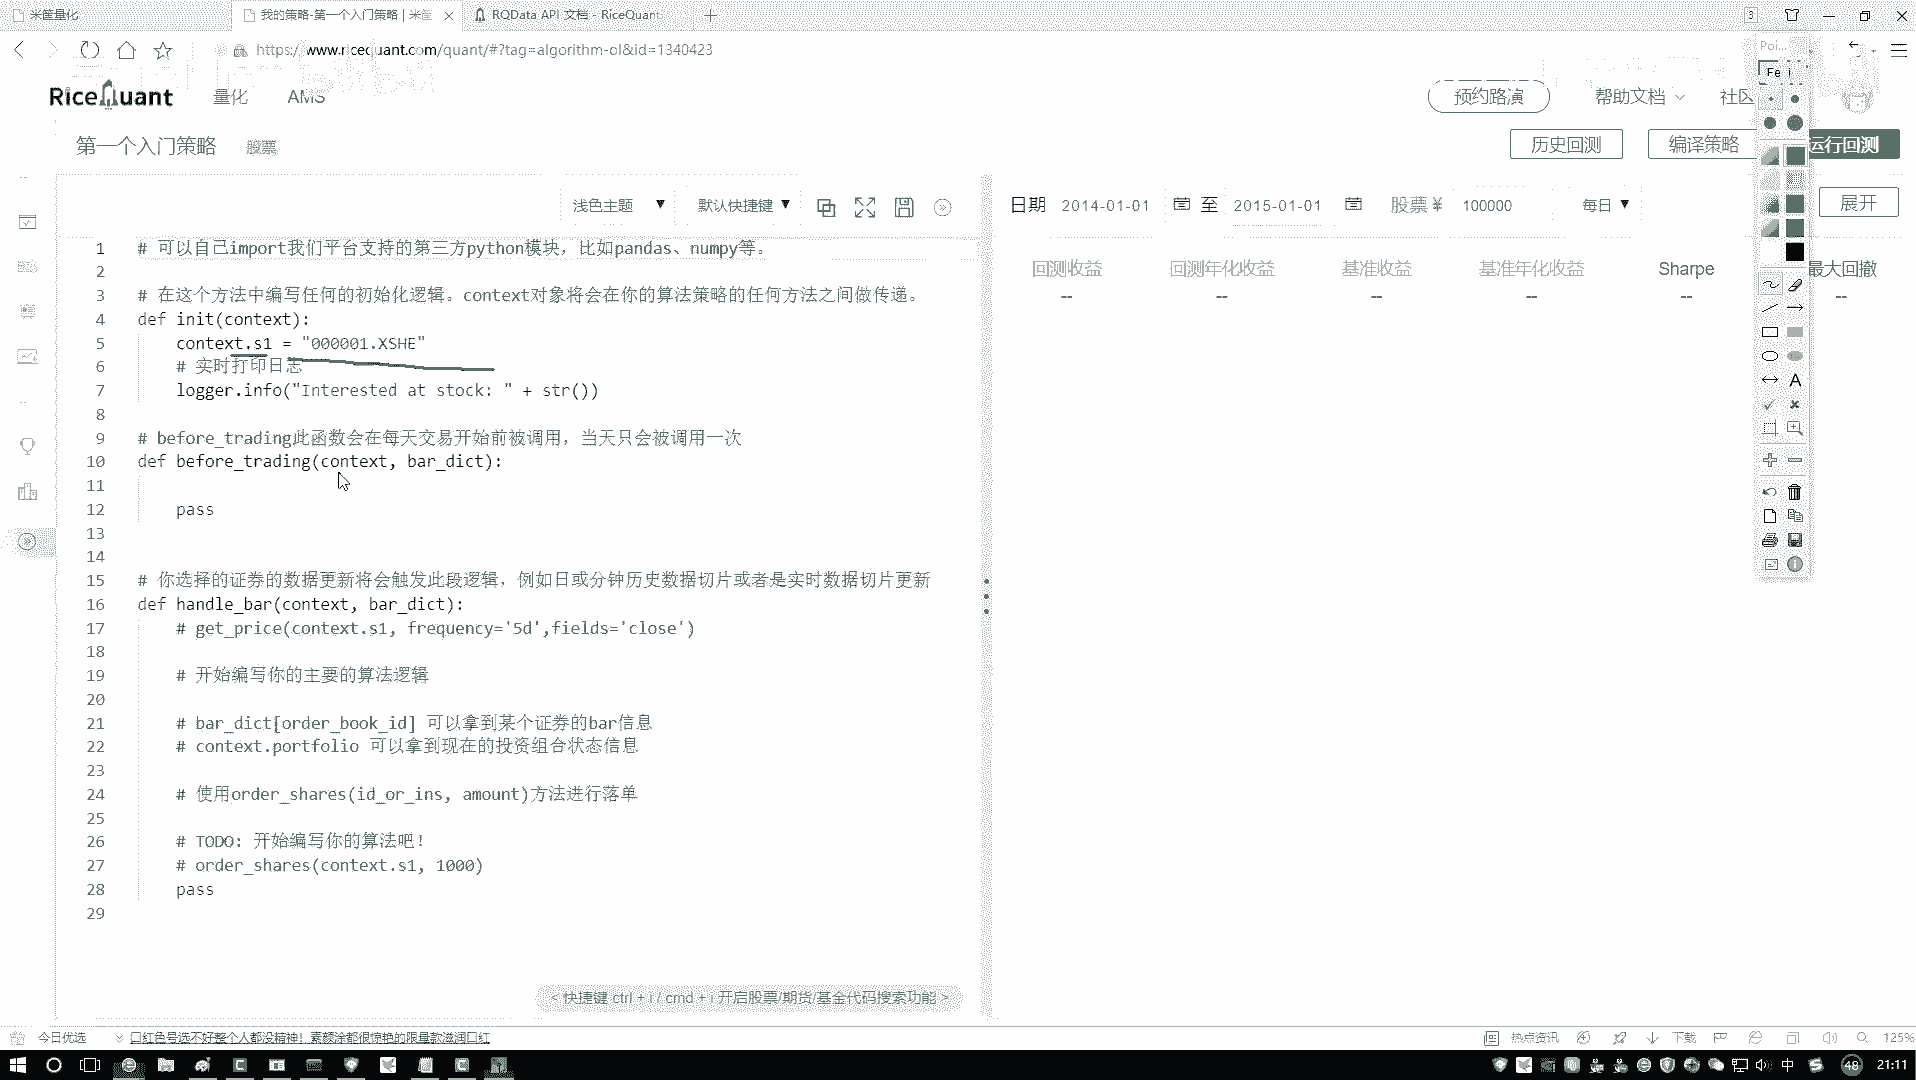 米筐量化
我的策略-第一个入门策略 | 米筐
RQData API 文档 - RiceQuant
3
https://www.ricequant.com/quant/#?tag=algorithm-ol&id=1340423
Poi...
Fe
RiceQuant 量化 AMS
预约路演 帮助文档 社区
第一个入门策略 股票
历史回测 编译策略 运行回测
浅色主题 默认快捷键
日期 2014-01-01 至 2015-01-01 股票 ¥ 100000 每日 展开
回测收益 回测年化收益 基准收益 基准年化收益 Sharpe 最大回撤
-- -- -- -- -- --
1 # 可以自己import我们平台支持的第三方python模块，比如pandas、numpy等。
2
3 # 在这个方法中编写任何的初始化逻辑。context对象将会在你的算法策略的任何方法之间做传递。
4 def init(context):
5 context.s1 = "000001.XSHE"
6 # 实时打印日志
7 logger.info("Interested at stock: " + str())
8
9 # before_trading此函数会在每天交易开始前被调用，当天只会被调用一次
10 def before_trading(context, bar_dict):
11
12 pass
13
14
15 # 你选择的证券的数据更新将会触发此段逻辑，例如日或分钟历史数据切片或者是实时数据切片更新
16 def handle_bar(context, bar_dict):
17 # get_price(context.s1, frequency='5d',fields='close')
18
19 # 开始编写你的主要的算法逻辑
20
21 # bar_dict[order_book_id] 可以拿到某个证券的bar信息
22 # context.portfolio 可以拿到现在的投资组合状态信息
23
24 # 使用order_shares(id_or_ins, amount)方法进行落单
25
26 # TODO: 开始编写你的算法吧！
27 # order_shares(context.s1, 1000)
28 pass
29
< 快捷键 ctrl + i / cmd + i 开启股票/期货/基金代码搜索功能 >
今日优选 口红色号选不好整个人都没精神！素颜涂都很惊艳的限量款滋润口红
热点资讯 下载 125%
中 48 21:11